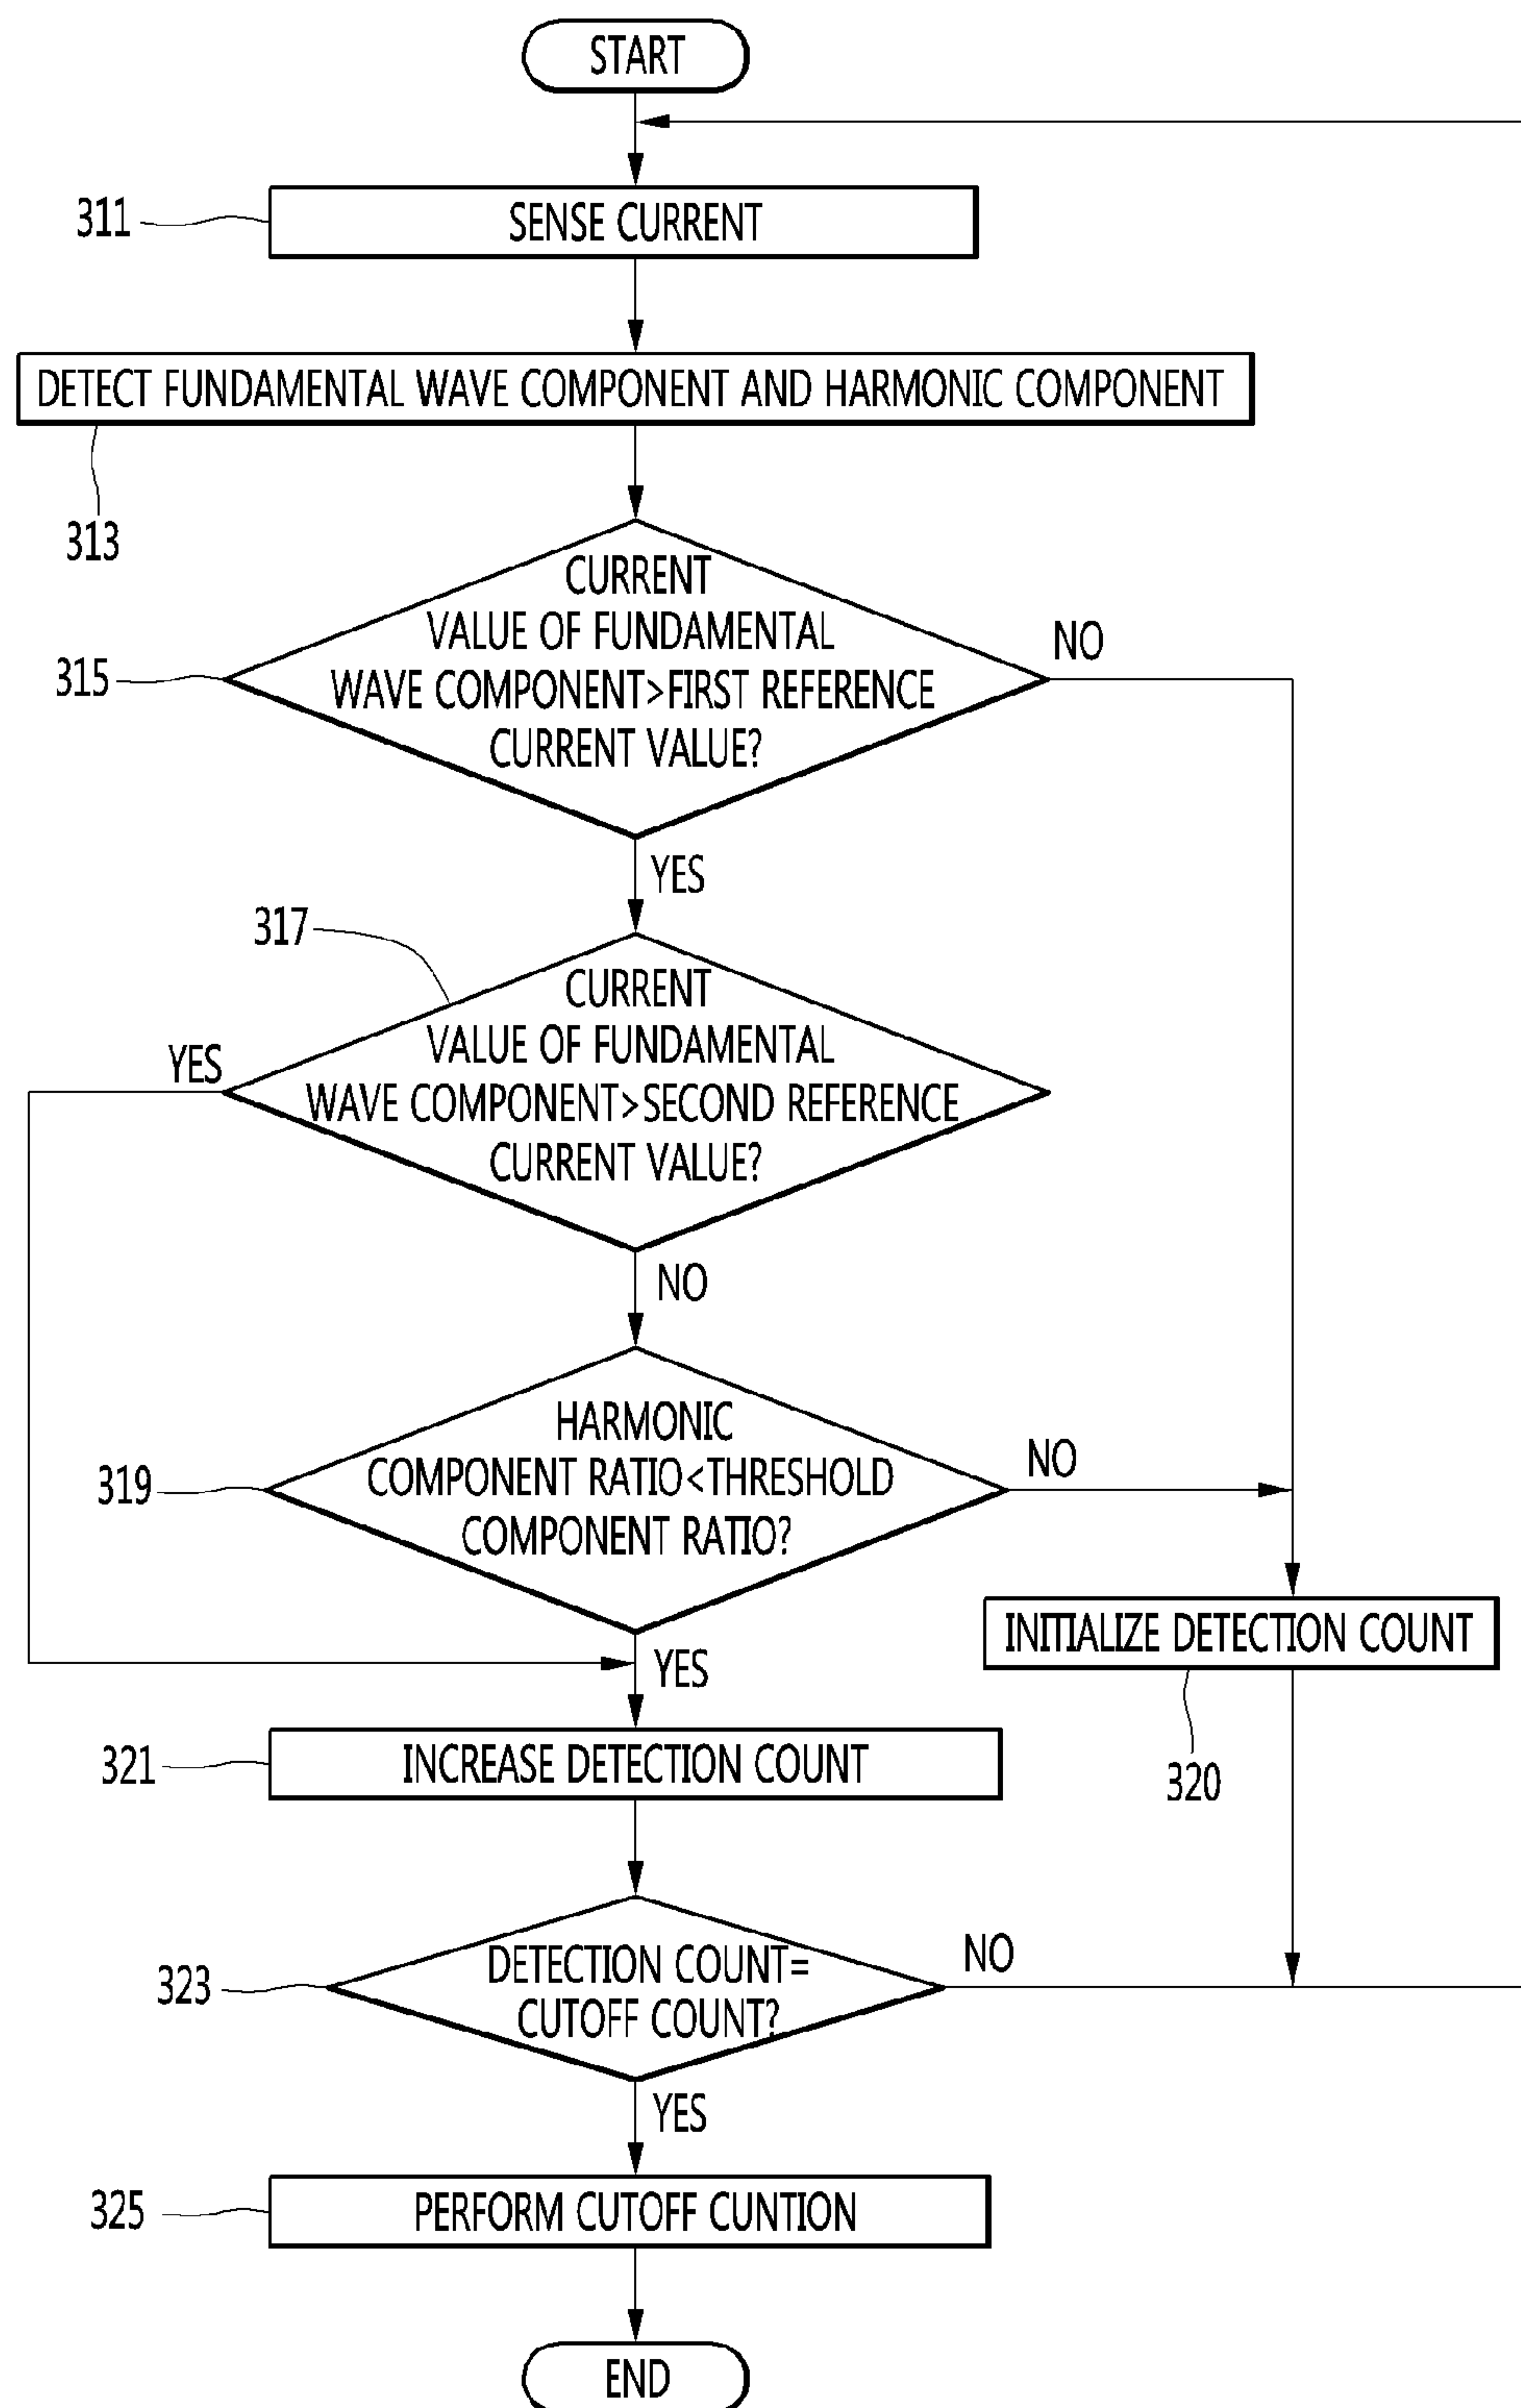 START
311
SENSE CURRENT
DETECT FUNDAMENTAL WAVE COMPONENT AND HARMONIC COMPONENT
313
CURRENT
VALUE OF FUNDAMENTAL
WAVE COMPONENT>FIRST REFERENCE
CURRENT VALUE?
315
NO
YES
317
CURRENT
VALUE OF FUNDAMENTAL
WAVE COMPONENT>SECOND REFERENCE
CURRENT VALUE?
YES
NO
HARMONIC
COMPONENT RATIO<THRESHOLD
COMPONENT RATIO?
319
NO
INITIALIZE DETECTION COUNT
320
YES
321
INCREASE DETECTION COUNT
DETECTION COUNT=
CUTOFF COUNT?
323
NO
YES
325
PERFORM CUTOFF CUNTION
END